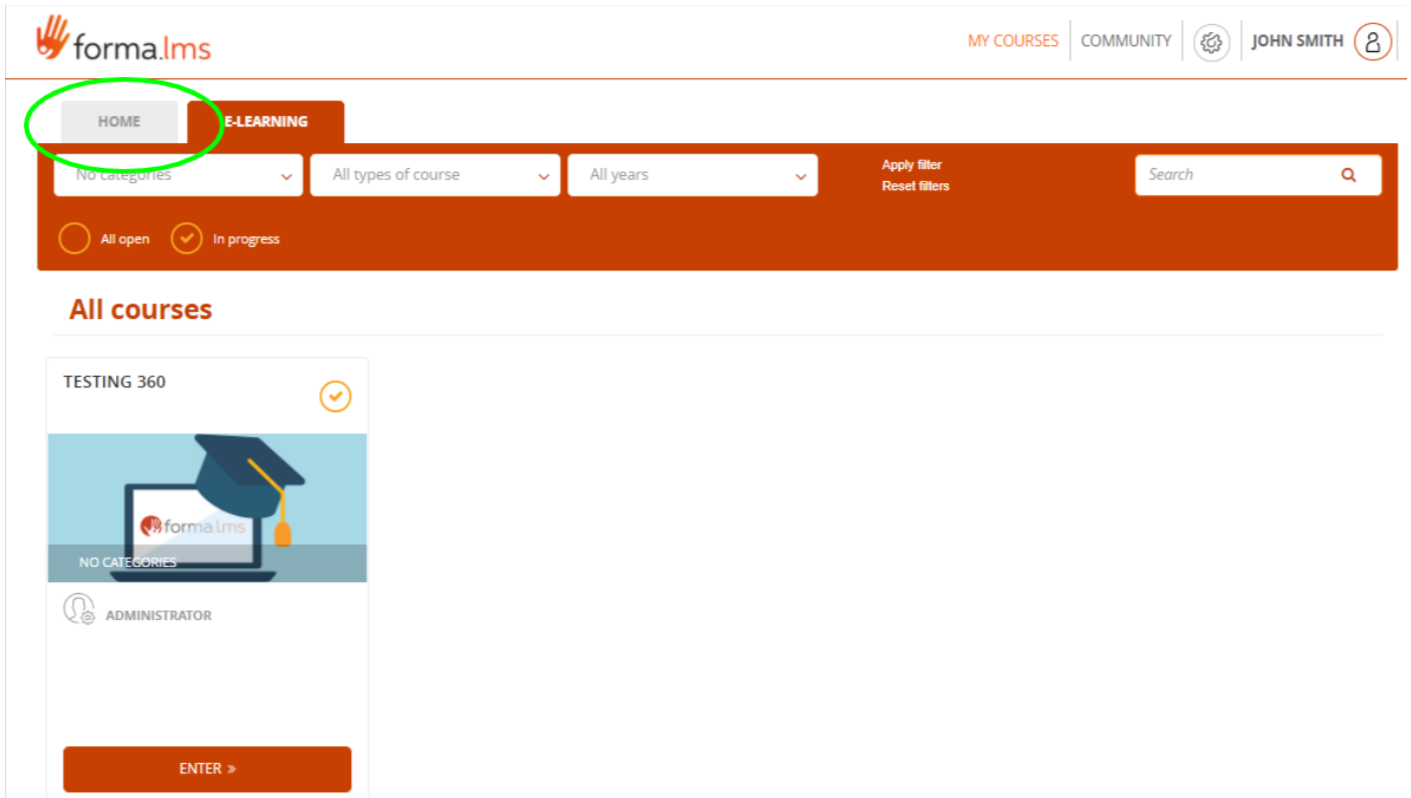 forma.lms
MY COURSES COMMUNITY JOHN SMITH
HOME E-LEARNING
No categories All types of course All years Apply filter Search
Reset filters
All open In progress
All courses
TESTING 360
forma.lms
NO CATEGORIES
ADMINISTRATOR
ENTER »